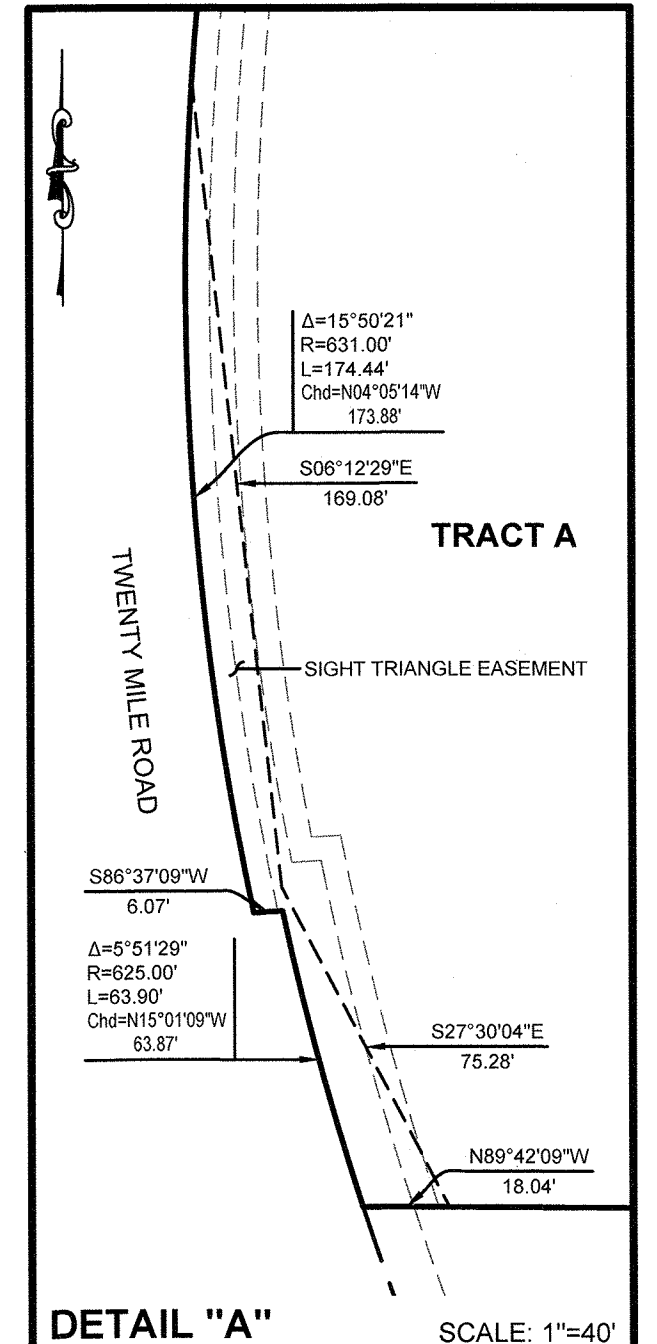 Δ=15°50'21"
R=631.00'
L=174.44'
Chd=N04°05'14"W
173.88'
S06°12'29"E
169.08'
TRACT A
TWENTY MILE ROAD
SIGHT TRIANGLE EASEMENT
S86°37'09"W
6.07'
Δ=5°51'29"
R=625.00'
L=63.90'
Chd=N15°01'09"W
63.87'
S27°30'04"E
75.28'
N89°42'09"W
18.04'
DETAIL "A"
SCALE: 1"=40'